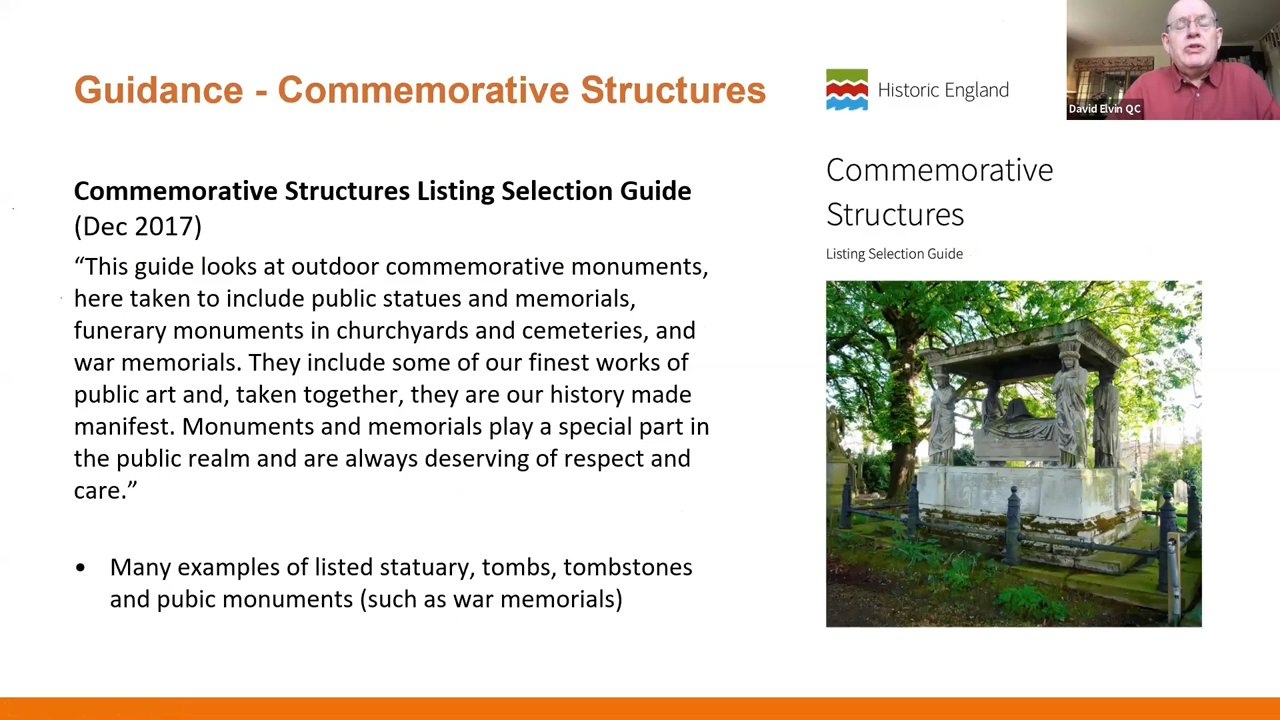 Guidance - Commemorative Structures
Commemorative Structures Listing Selection Guide
(Dec 2017)
“This guide looks at outdoor commemorative monuments,
here taken to include public statues and memorials,
funerary monuments in churchyards and cemeteries, and
war memorials. They include some of our finest works of
public art and, taken together, they are our history made
manifest. Monuments and memorials play a special part in
the public realm and are always deserving of respect and
care.”
• Many examples of listed statuary, tombs, tombstones
and pubic monuments (such as war memorials)
Historic England
Commemorative
Structures
Listing Selection Guide
David Elvin QC